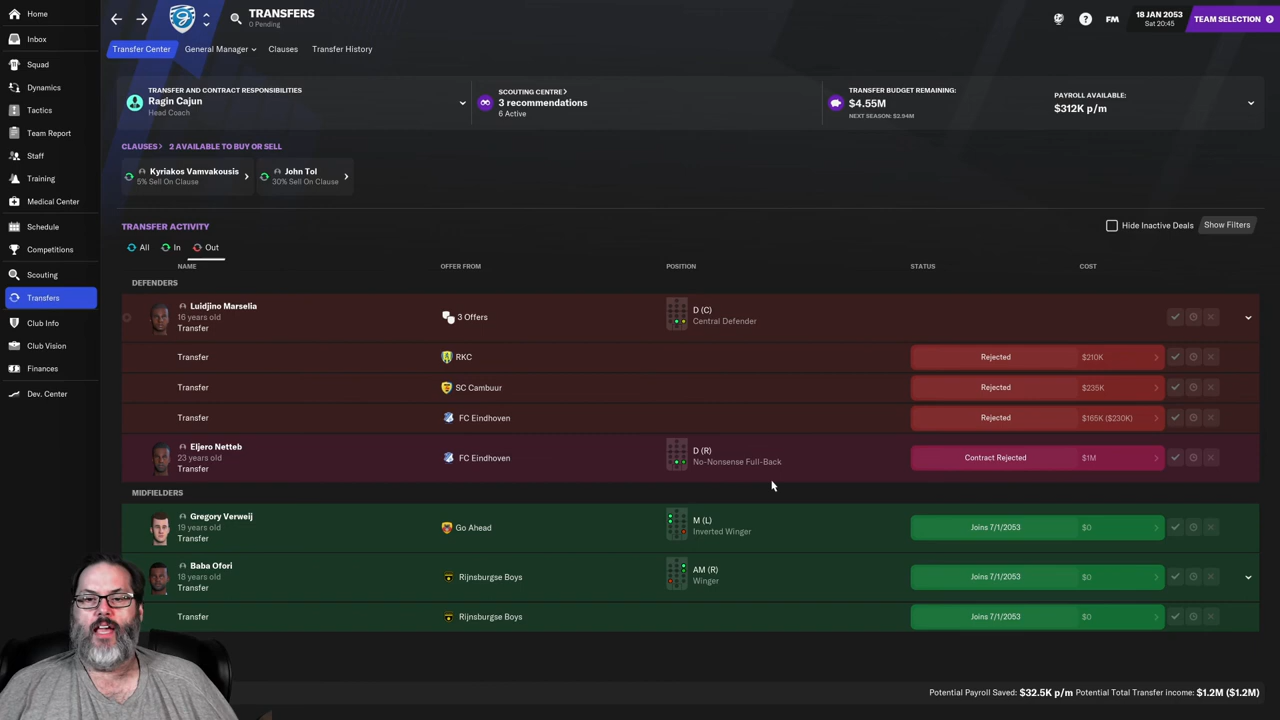 Home
Inbox
Squad
Dynamics
Tactics
Team Report
Staff
Training
Medical Center
Schedule
Competitions
Scouting
Transfers
Club Info
Club Vision
Finances
Dev. Center
TRANSFERS
0 Pending
FM
18 JAN 2053
Sat 20:45
TEAM SELECTION
Transfer Center
General Manager
Clauses
Transfer History
TRANSFER AND CONTRACT RESPONSIBILITIES
Ragin Cajun
Head Coach
SCOUTING CENTRE >
3 recommendations
6 Active
TRANSFER BUDGET REMAINING:
$4.55M
NEXT SEASON: $2.94M
PAYROLL AVAILABLE:
$312K p/m
CLAUSES > 2 AVAILABLE TO BUY OR SELL
Kyriakos Vamvakousis
5% Sell On Clause
John Tol
30% Sell On Clause
TRANSFER ACTIVITY
Hide Inactive Deals
Show Filters
All In Out
NAME OFFER FROM POSITION STATUS COST
DEFENDERS
Luidjino Marselia
16 years old
Transfer
3 Offers
D (C)
Central Defender
Transfer RKC Rejected $210K
Transfer SC Cambuur Rejected $235K
Transfer FC Eindhoven Rejected $165K ($230K)
Eljero Netteb
23 years old
Transfer
FC Eindhoven
D (R)
No-Nonsense Full-Back
Contract Rejected $1M
MIDFIELDERS
Gregory Verweij
19 years old
Transfer
Go Ahead
M (L)
Inverted Winger
Joins 7/1/2053 $0
Baba Ofori
18 years old
Transfer
Rijnsburgse Boys
AM (R)
Winger
Joins 7/1/2053 $0
Transfer Rijnsburgse Boys Joins 7/1/2053 $0
Potential Payroll Saved: $32.5K p/m Potential Total Transfer income: $1.2M ($1.2M)